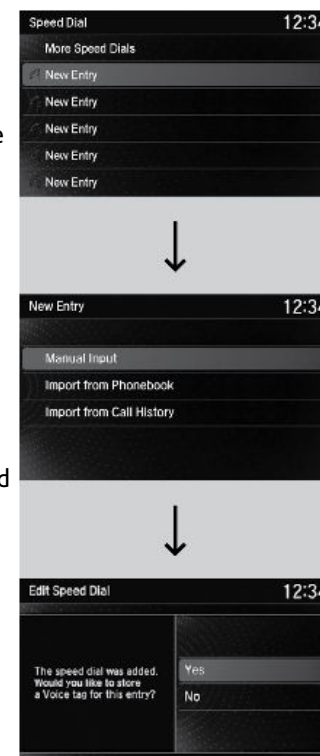 Speed Dial 12:34
More Speed Dials
New Entry
New Entry
New Entry
New Entry
New Entry
New Entry 12:34
Manual Input
Import from Phonebook
Import from Call History
Edit Speed Dial 12:34
The speed dial was added.
Would you like to store
a Voice tag for this entry?
Yes
No